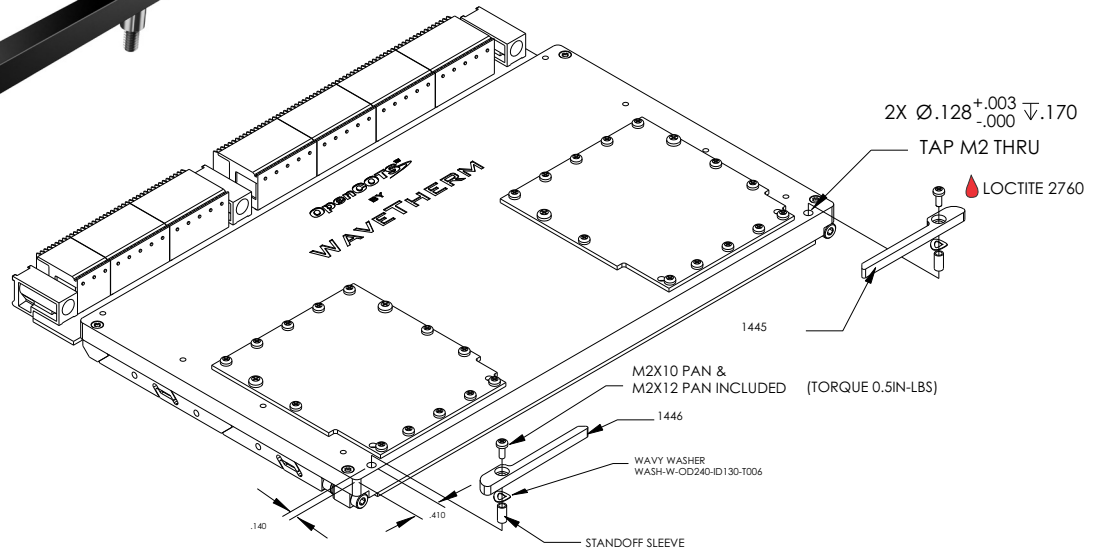 2X Ø.128 +.003 -.000 ↧.170
TAP M2 THRU
LOCTITE 2760
OpenCOTS™
BY
WAVETHERM
1445
M2X10 PAN &
M2X12 PAN INCLUDED (TORQUE 0.5IN-LBS)
1446
WAVY WASHER
WASH-W-OD240-ID130-T006
.410
.140
STANDOFF SLEEVE